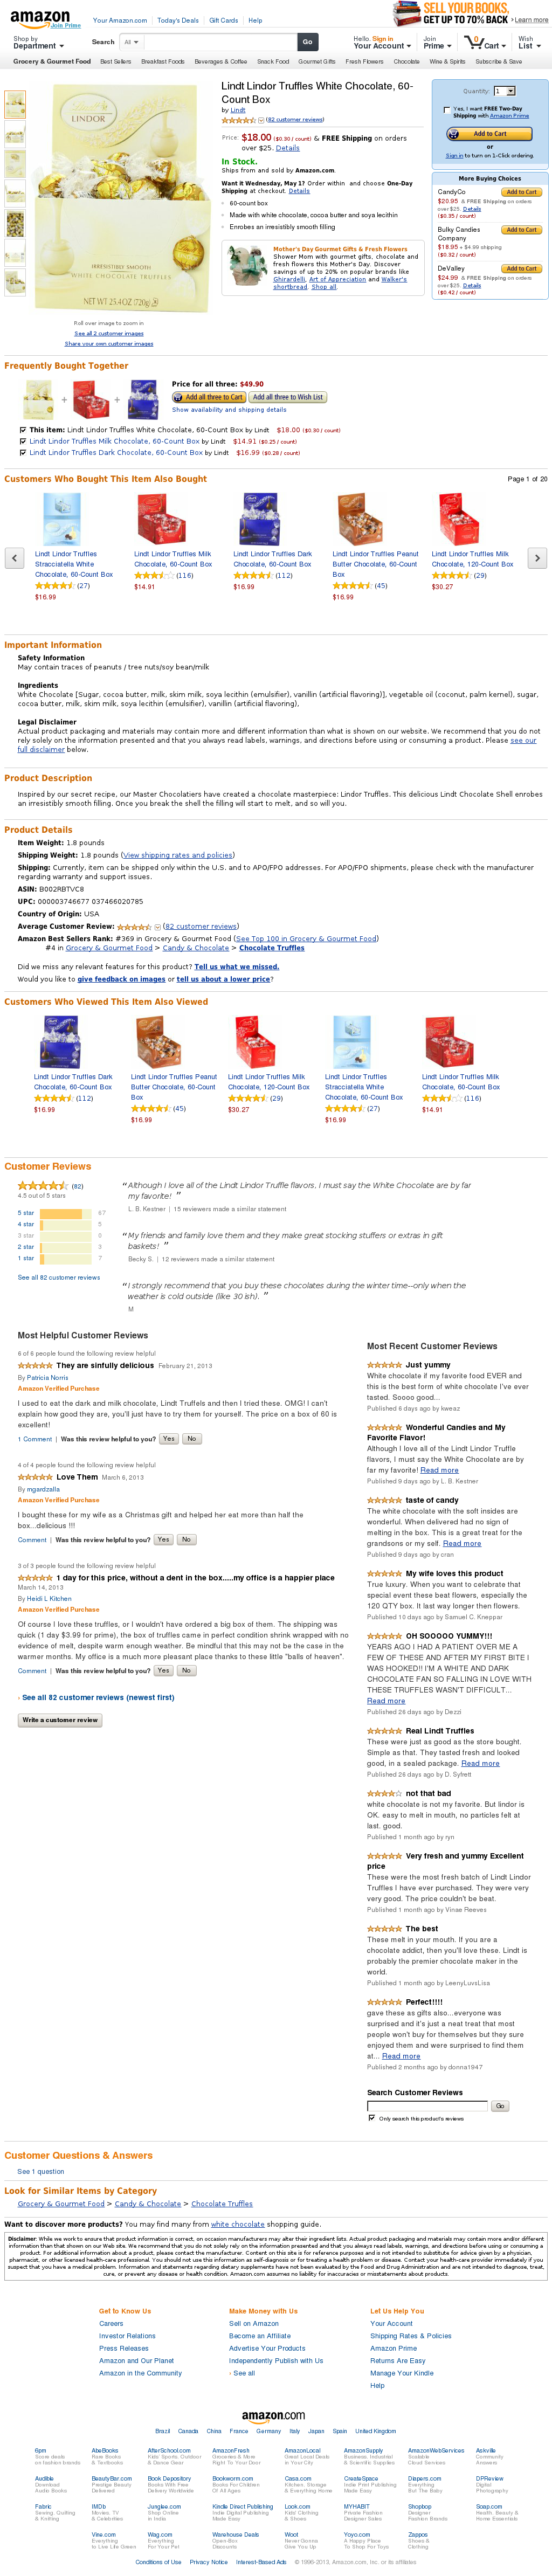 amazon
Join Prime
Your Amazon.com
Today's Deals
Gift Cards
Help
SELL YOUR BOOKS.
GET UP TO 70% BACK
Learn more
Shop by
Department
Search
All
Go
Hello. Sign in
Your Account
Join
Prime
0
Cart
Wish
List
Grocery & Gourmet Food
Best Sellers
Breakfast Foods
Beverages & Coffee
Snack Food
Gourmet Gifts
Fresh Flowers
Chocolate
Wine & Spirits
Subscribe & Save
LINDOR
IRRESISTIBLY SMOOTH
WHITE CHOCOLATE TRUFFLES
NET WT 25.4OZ (720g)
Roll over image to zoom in
See all 2 customer images
Share your own customer images
Lindt Lindor Truffles White Chocolate, 60-
Count Box
by Lindt
(82 customer reviews)
Price: $18.00 ($0.30 / count) & FREE Shipping on orders
over $25. Details
In Stock.
Ships from and sold by Amazon.com.
Want it Wednesday, May 1? Order within and choose One-Day
Shipping at checkout. Details
60-count box
Made with white chocolate, cocoa butter and soya lecithin
Enrobes an irresistibly smooth filling
Mother's Day Gourmet Gifts & Fresh Flowers
Shower Mom with gourmet gifts, chocolate and
fresh flowers this Mother's Day. Discover
savings of up to 20% on popular brands like
Ghirardelli, Art of Appreciation and Walker's
shortbread. Shop all.
Quantity: 1
Yes, I want FREE Two-Day
Shipping with Amazon Prime
Add to Cart
or
Sign in to turn on 1-Click ordering.
More Buying Choices
CandyCo
Add to Cart
$20.95 & FREE Shipping on orders
over $25. Details
($0.35 / count)
Bulky Candies
Company
Add to Cart
$18.95 + $4.99 shipping
($0.32 / count)
DeValley
Add to Cart
$24.99 & FREE Shipping on orders
over $25. Details
($0.42 / count)
Frequently Bought Together
Price for all three: $49.90
Add all three to Cart
Add all three to Wish List
Show availability and shipping details
This item: Lindt Lindor Truffles White Chocolate, 60-Count Box by Lindt $18.00 ($0.30 / count)
Lindt Lindor Truffles Milk Chocolate, 60-Count Box by Lindt $14.91 ($0.25 / count)
Lindt Lindor Truffles Dark Chocolate, 60-Count Box by Lindt $16.99 ($0.28 / count)
Customers Who Bought This Item Also Bought
Page 1 of 20
Lindt Lindor Truffles
Stracciatella White
Chocolate, 60-Count Box
(27)
$16.99
Lindt Lindor Truffles Milk
Chocolate, 60-Count Box
(116)
$14.91
Lindt Lindor Truffles Dark
Chocolate, 60-Count Box
(112)
$16.99
Lindt Lindor Truffles Peanut
Butter Chocolate, 60-Count
Box
(45)
$16.99
Lindt Lindor Truffles Milk
Chocolate, 120-Count Box
(29)
$30.27
Important Information
Safety Information
May contain traces of peanuts / tree nuts/soy bean/milk
Ingredients
White Chocolate [Sugar, cocoa butter, milk, skim milk, soya lecithin (emulsifier), vanillin (artificial flavoring)], vegetable oil (coconut, palm kernel), sugar,
cocoa butter, milk, skim milk, soya lecithin (emulsifier), vanillin (artificial flavoring),
Legal Disclaimer
Actual product packaging and materials may contain more and different information than what is shown on our website. We recommend that you do not
rely solely on the information presented and that you always read labels, warnings, and directions before using or consuming a product. Please see our
full disclaimer below.
Product Description
Inspired by our secret recipe, our Master Chocolatiers have created a chocolate masterpiece: Lindor Truffles. This delicious Lindt Chocolate Shell enrobes
an irresistibly smooth filling. Once you break the shell the filling will start to melt, and so will you.
Product Details
Item Weight: 1.8 pounds
Shipping Weight: 1.8 pounds (View shipping rates and policies)
Shipping: Currently, item can be shipped only within the U.S. and to APO/FPO addresses. For APO/FPO shipments, please check with the manufacturer
regarding warranty and support issues.
ASIN: B002RBTVC8
UPC: 000003746677 037466020785
Country of Origin: USA
Average Customer Review: (82 customer reviews)
Amazon Best Sellers Rank: #369 in Grocery & Gourmet Food (See Top 100 in Grocery & Gourmet Food)
#4 in Grocery & Gourmet Food > Candy & Chocolate > Chocolate Truffles
Did we miss any relevant features for this product? Tell us what we missed.
Would you like to give feedback on images or tell us about a lower price?
Customers Who Viewed This Item Also Viewed
Lindt Lindor Truffles Dark
Chocolate, 60-Count Box
(112)
$16.99
Lindt Lindor Truffles Peanut
Butter Chocolate, 60-Count
Box
(45)
$16.99
Lindt Lindor Truffles Milk
Chocolate, 120-Count Box
(29)
$30.27
Lindt Lindor Truffles
Stracciatella White
Chocolate, 60-Count Box
(27)
$16.99
Lindt Lindor Truffles Milk
Chocolate, 60-Count Box
(116)
$14.91
Customer Reviews
(82)
4.5 out of 5 stars
5 star 67
4 star 5
3 star 0
2 star 3
1 star 7
See all 82 customer reviews
“ Although I love all of the Lindt Lindor Truffle flavors, I must say the White Chocolate are by far
my favorite! ”
L. B. Kestner | 15 reviewers made a similar statement
“ My friends and family love them and they make great stocking stuffers or extras in gift
baskets! ”
Becky S. | 12 reviewers made a similar statement
“ I strongly recommend that you buy these chocolates during the winter time--only when the
weather is cold outside (like 30 ish). ”
M
Most Helpful Customer Reviews
6 of 6 people found the following review helpful
They are sinfully delicious February 21, 2013
By Patricia Norris
Amazon Verified Purchase
I used to eat the dark and milk chocolate, Lindt Truffels and then I tried these. OMG! I can't
explain how good they are, you'll just have to try them for yourself. The price on a box of 60 is
excellent!
1 Comment | Was this review helpful to you? Yes No
4 of 4 people found the following review helpful
Love Them March 6, 2013
By mgardzalla
Amazon Verified Purchase
I bought these for my wife as a Christmas gift and she helped her eat more than half the
box...delicious !!!
Comment | Was this review helpful to you? Yes No
3 of 3 people found the following review helpful
1 day for this price, without a dent in the box.....my office is a happier place
March 14, 2013
By Heidi L Kitchen
Amazon Verified Purchase
Of course I love these truffles, or I wouldn't have ordered a big box of them. The shipping was
quick (1 day $3.99 for prime), the box of truffles came in perfect condition shrink wrapped with no
evidence of melt, despite warm weather. But be mindful these may melt if on a truck too late in the
warmer months. My office is a much more pleasant place thanks to these little "balls of heaven".
Comment | Was this review helpful to you? Yes No
› See all 82 customer reviews (newest first)
Write a customer review
Most Recent Customer Reviews
Just yummy
White chocolate if my favorite food EVER and
this is the best form of white chocolate I've ever
tasted. Soooo good...
Published 6 days ago by kweaz
Wonderful Candies and My
Favorite Flavor!
Although I love all of the Lindt Lindor Truffle
flavors, I must say the White Chocolate are by
far my favorite! Read more
Published 9 days ago by L. B. Kestner
taste of candy
The white chocolate with the soft insides are
wonderful. When delivered had no sign of
melting in the box. This is a great treat for the
grandsons or my self. Read more
Published 9 days ago by cran
My wife loves this product
True luxury. When you want to celebrate that
special event these beat flowers, especially the
120 QTY box. It last way longer then flowers.
Published 10 days ago by Samuel C. Kneppar
OH SOOOOO YUMMY!!!
YEARS AGO I HAD A PATIENT OVER ME A
FEW OF THESE AND AFTER MY FIRST BITE I
WAS HOOKED!! I'M A WHITE AND DARK
CHOCOLATE FAN SO FALLING IN LOVE WITH
THESE TRUFFLES WASN'T DIFFICULT...
Read more
Published 26 days ago by Dezzi
Real Lindt Truffles
These were just as good as the store bought.
Simple as that. They tasted fresh and looked
good, in a sealed package. Read more
Published 26 days ago by D. Syfrett
not that bad
white chocolate is not my favorite. But lindor is
OK. easy to melt in mouth, no particles felt at
last. good.
Published 1 month ago by ryn
Very fresh and yummy Excellent
price
These were the most fresh batch of Lindt Lindor
Truffles I have ever purchased. They were very
very good. The price couldn't be beat.
Published 1 month ago by Vinae Reeves
The best
These melt in your mouth. If you are a
chocolate addict, then you'll love these. Lindt is
probably the premier chocolate maker in the
world.
Published 1 month ago by LeenyLuvsLisa
Perfect!!!!
gave these as gifts also...everyone was
surprised and it's just a neat treat that most
people won't buy for themselves but they sure
enjoyed them and were surprised to find them
at... Read more
Published 2 months ago by donna1947
Search Customer Reviews
Go
Only search this product's reviews
Customer Questions & Answers
See 1 question
Look for Similar Items by Category
Grocery & Gourmet Food > Candy & Chocolate > Chocolate Truffles
Want to discover more products? You may find many from white chocolate shopping guide.
Disclaimer: While we work to ensure that product information is correct, on occasion manufacturers may alter their ingredient lists. Actual product packaging and materials may contain more and different
information than that shown on our Web site. We recommend that you do not solely rely on the information presented and that you always read labels, warnings, and directions before using or consuming a
product. For additional information about a product, please contact the manufacturer. Content on this site is for reference purposes and is not intended to substitute for advice given by a physician,
pharmacist, or other licensed health-care professional. You should not use this information as self-diagnosis or for treating a health problem or disease. Contact your health-care provider immediately if you
suspect that you have a medical problem. Information and statements regarding dietary supplements have not been evaluated by the Food and Drug Administration and are not intended to diagnose, treat,
cure, or prevent any disease or health condition. Amazon.com assumes no liability for inaccuracies or misstatements about products.
Get to Know Us
Careers
Investor Relations
Press Releases
Amazon and Our Planet
Amazon in the Community
Make Money with Us
Sell on Amazon
Become an Affiliate
Advertise Your Products
Independently Publish with Us
› See all
Let Us Help You
Your Account
Shipping Rates & Policies
Amazon Prime
Returns Are Easy
Manage Your Kindle
Help
amazon.com
Brazil Canada China France Germany Italy Japan Spain United Kingdom
6pm
Score deals
on fashion brands
AbeBooks
Rare Books
& Textbooks
AfterSchool.com
Kids' Sports, Outdoor
& Dance Gear
AmazonFresh
Groceries & More
Right To Your Door
AmazonLocal
Great Local Deals
in Your City
AmazonSupply
Business, Industrial
& Scientific Supplies
AmazonWebServices
Scalable
Cloud Services
Askville
Community
Answers
Audible
Download
Audio Books
BeautyBar.com
Prestige Beauty
Delivered
Book Depository
Books With Free
Delivery Worldwide
Bookworm.com
Books For Children
Of All Ages
Casa.com
Kitchen, Storage
& Everything Home
CreateSpace
Indie Print Publishing
Made Easy
Diapers.com
Everything
But The Baby
DPReview
Digital
Photography
Fabric
Sewing, Quilting
& Knitting
IMDb
Movies, TV
& Celebrities
Junglee.com
Shop Online
in India
Kindle Direct Publishing
Indie Digital Publishing
Made Easy
Look.com
Kids' Clothing
& Shoes
MYHABIT
Private Fashion
Designer Sales
Shopbop
Designer
Fashion Brands
Soap.com
Health, Beauty &
Home Essentials
Vine.com
Everything
to Live Life Green
Wag.com
Everything
For Your Pet
Warehouse Deals
Open-Box
Discounts
Woot
Never Gonna
Give You Up
Yoyo.com
A Happy Place
To Shop For Toys
Zappos
Shoes &
Clothing
Conditions of Use Privacy Notice Interest-Based Ads © 1996-2013, Amazon.com, Inc. or its affiliates